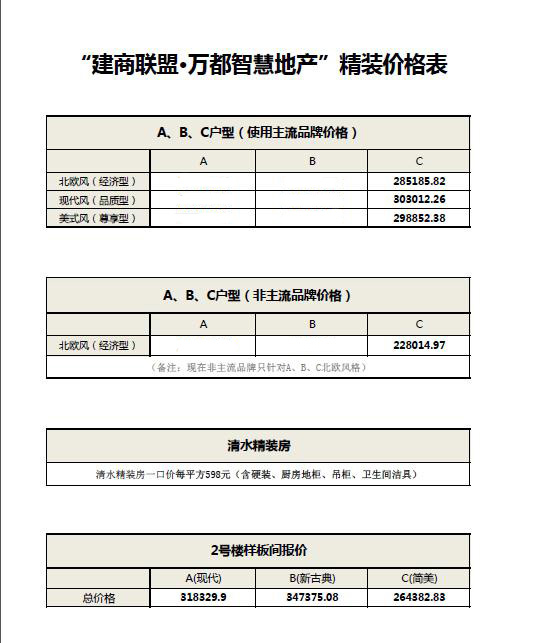 “建商联盟·万都智慧地产”精装价格表
A、B、C户型（使用主流品牌价格）
A B C
北欧风（经济型） 285185.82
现代风（品质型） 303012.26
美式风（尊享型） 298852.38
A、B、C户型（非主流品牌价格）
A B C
北欧风（经济型） 228014.97
（备注：现在非主流品牌只针对A、B、C北欧风格）
清水精装房
清水精装房一口价每平方598元（含硬装、厨房地柜、吊柜、卫生间洁具）
2号楼样板间报价
A(现代) B(新古典) C(简美)
总价格 318329.9 347375.08 264382.83